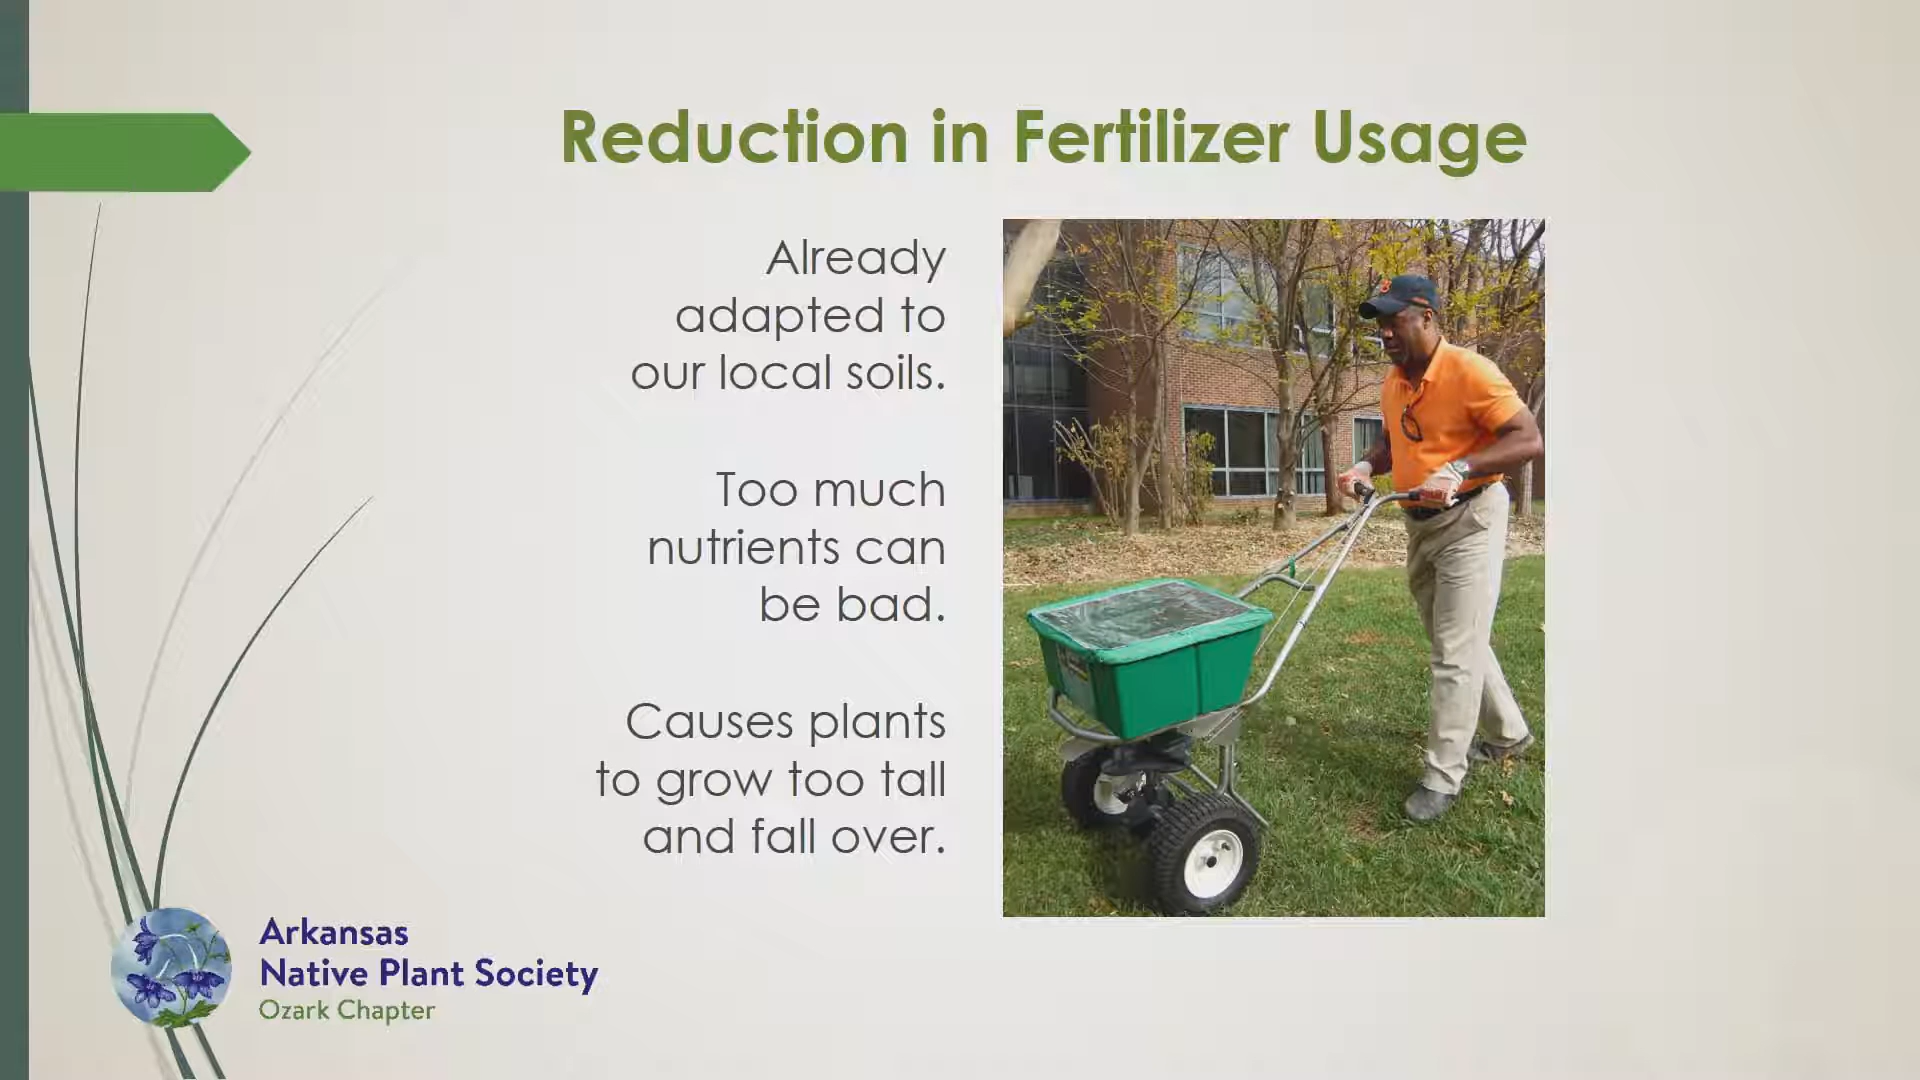 Reduction in Fertilizer Usage
Already
adapted to
our local soils.
Too much
nutrients can
be bad.
Causes plants
to grow too tall
and fall over.
Arkansas
Native Plant Society
Ozark Chapter